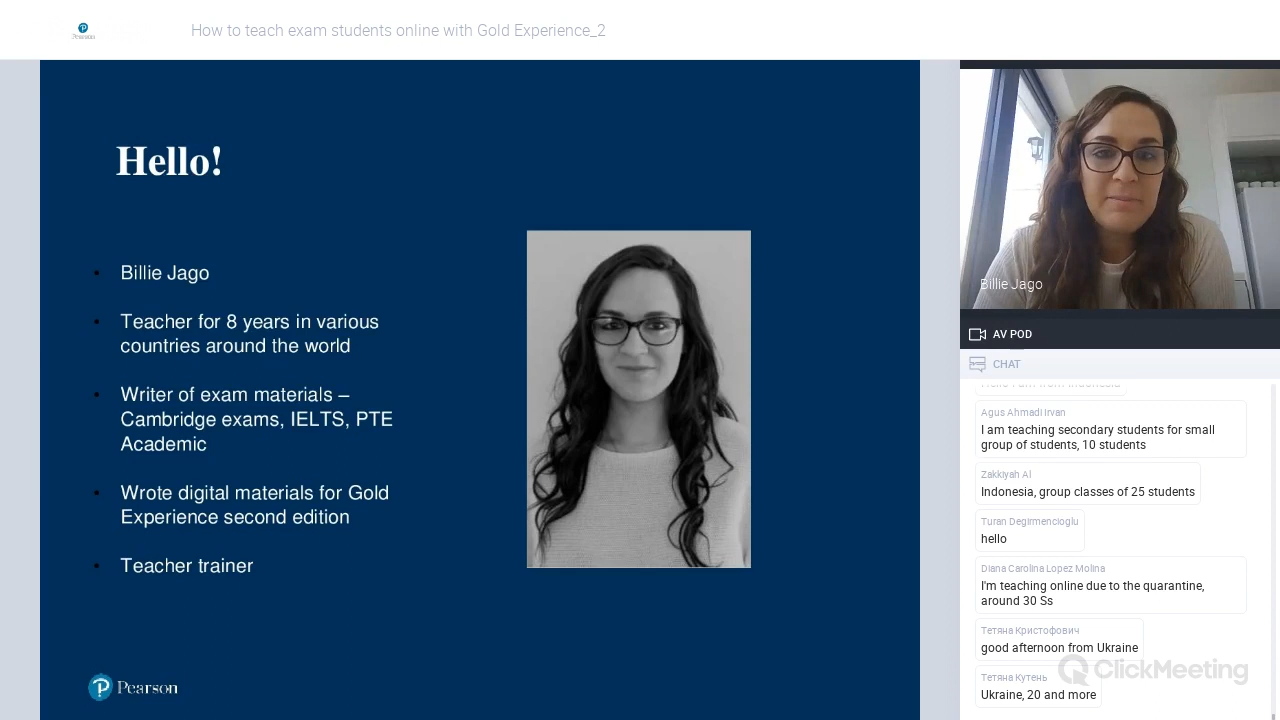 Pearson
How to teach exam students online with Gold Experience_2
Hello!
Billie Jago
Teacher for 8 years in various
countries around the world
Writer of exam materials –
Cambridge exams, IELTS, PTE
Academic
Wrote digital materials for Gold
Experience second edition
Teacher trainer
Pearson
Billie Jago
AV POD
CHAT
Agus Ahmadi Irvan
I am teaching secondary students for small
group of students, 10 students
Zakkiyah Al
Indonesia, group classes of 25 students
Turan Degirmencioglu
hello
Diana Carolina Lopez Molina
I'm teaching online due to the quarantine,
around 30 Ss
Тетяна Кристофович
good afternoon from Ukraine
Тетяна Кутень
Ukraine, 20 and more
ClickMeeting